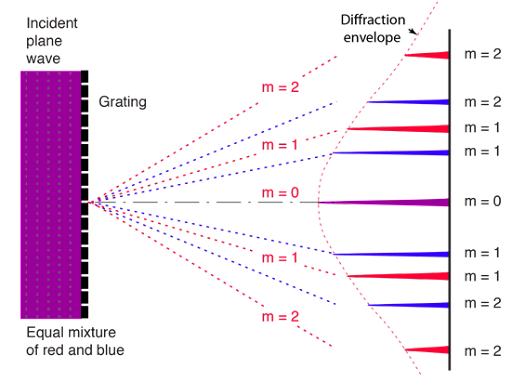 Incident
plane
wave
Grating
Equal mixture
of red and blue
Diffraction
envelope
m = 2
m = 1
m = 0
m = 1
m = 2
m = 2
m = 2
m = 1
m = 1
m = 0
m = 1
m = 1
m = 2
m = 2